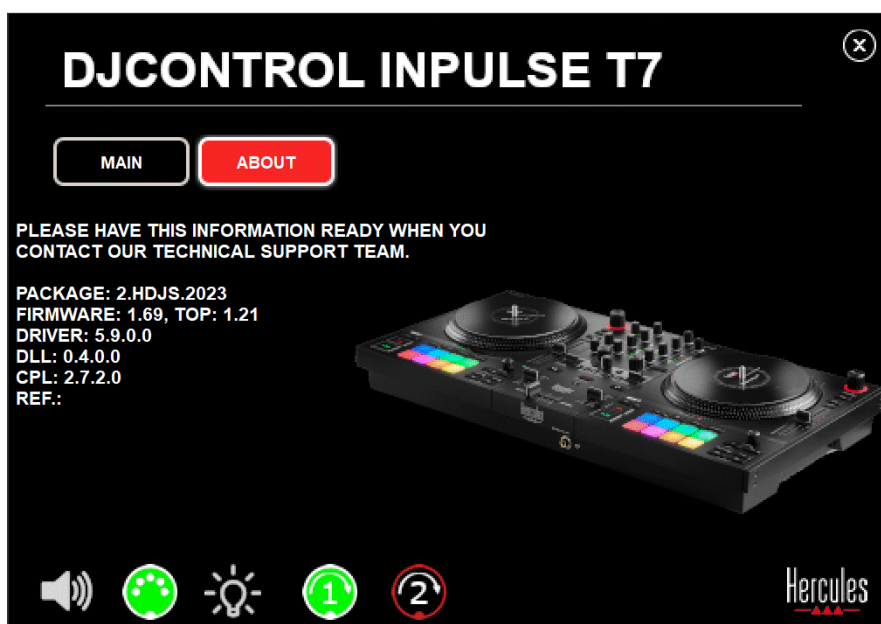 DJCONTROL INPULSE T7
MAIN
ABOUT
PLEASE HAVE THIS INFORMATION READY WHEN YOU
CONTACT OUR TECHNICAL SUPPORT TEAM.
PACKAGE: 2.HDJS.2023
FIRMWARE: 1.69, TOP: 1.21
DRIVER: 5.9.0.0
DLL: 0.4.0.0
CPL: 2.7.2.0
REF.:
1
2
Hercules